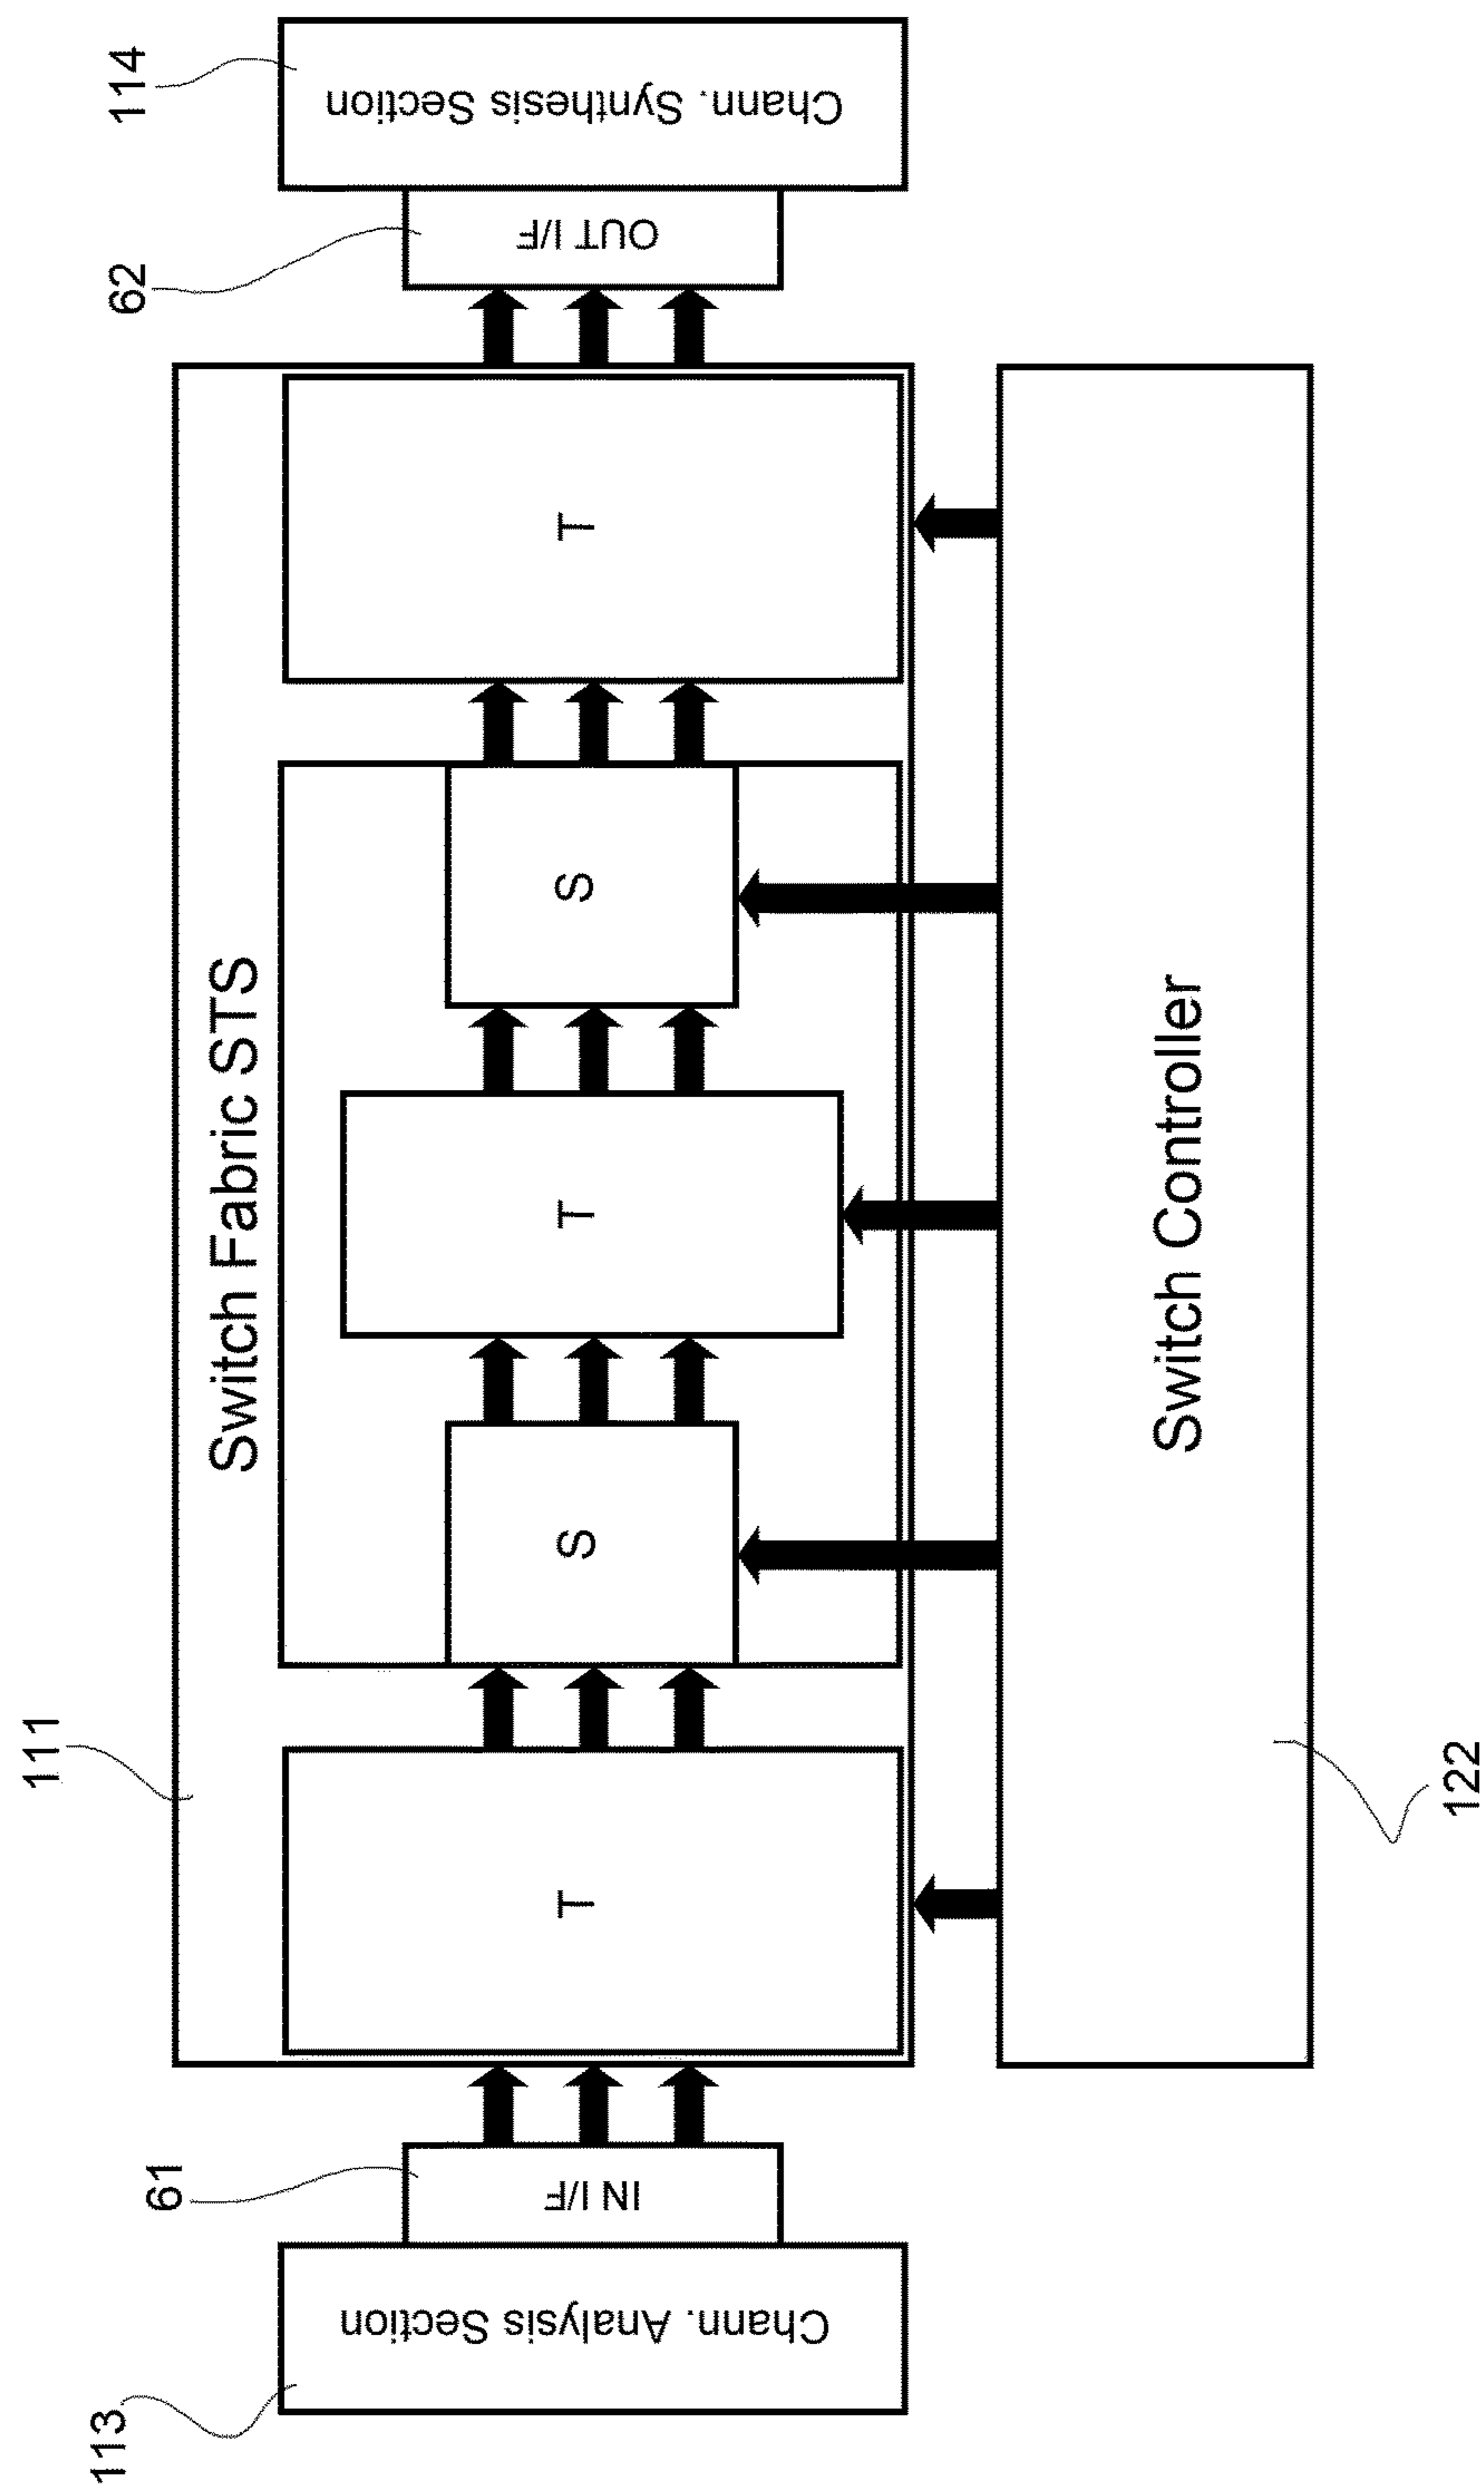 111
Switch Fabric STS
113
Chann. Analysis Section
61
IN I/F
T
S
T
S
T
62
OUT I/F
114
Chann. Synthesis Section
Switch Controller
122